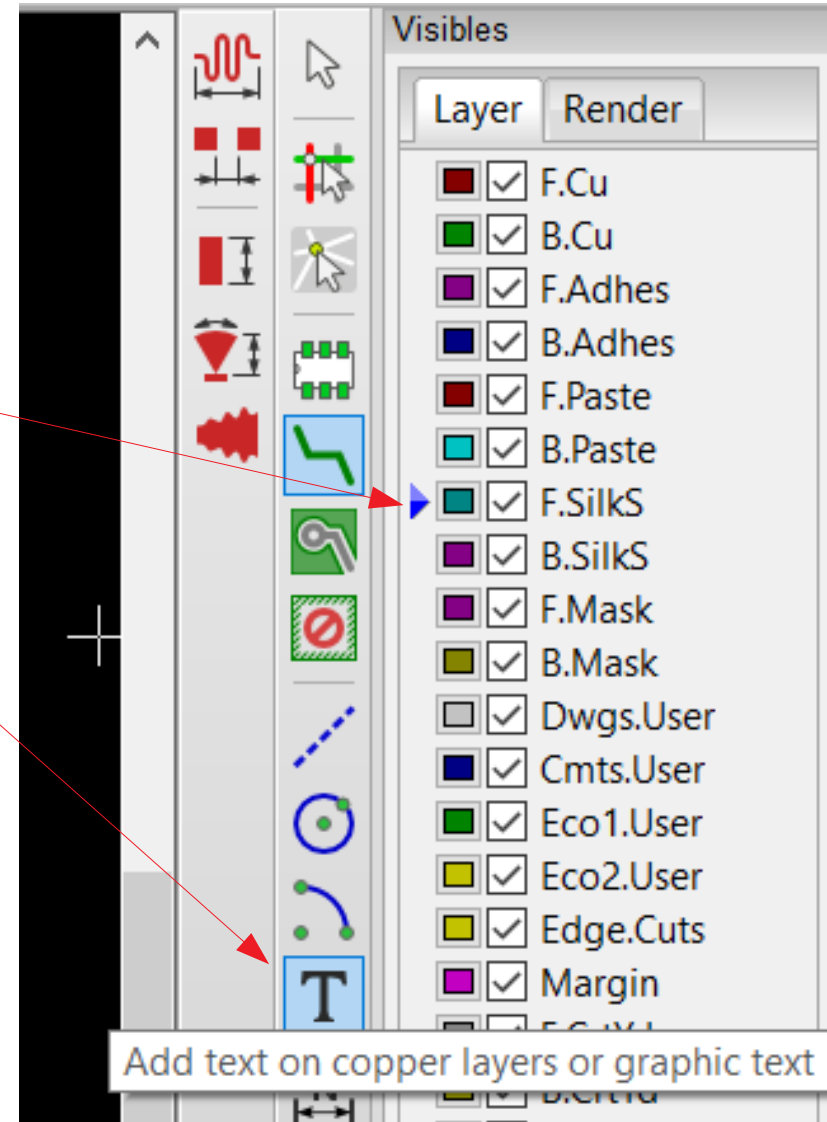 Visibles
Layer Render
F.Cu
B.Cu
F.Adhes
B.Adhes
F.Paste
B.Paste
F.SilkS
B.SilkS
F.Mask
B.Mask
Dwgs.User
Cmts.User
Eco1.User
Eco2.User
Edge.Cuts
Margin
T
Add text on copper layers or graphic text